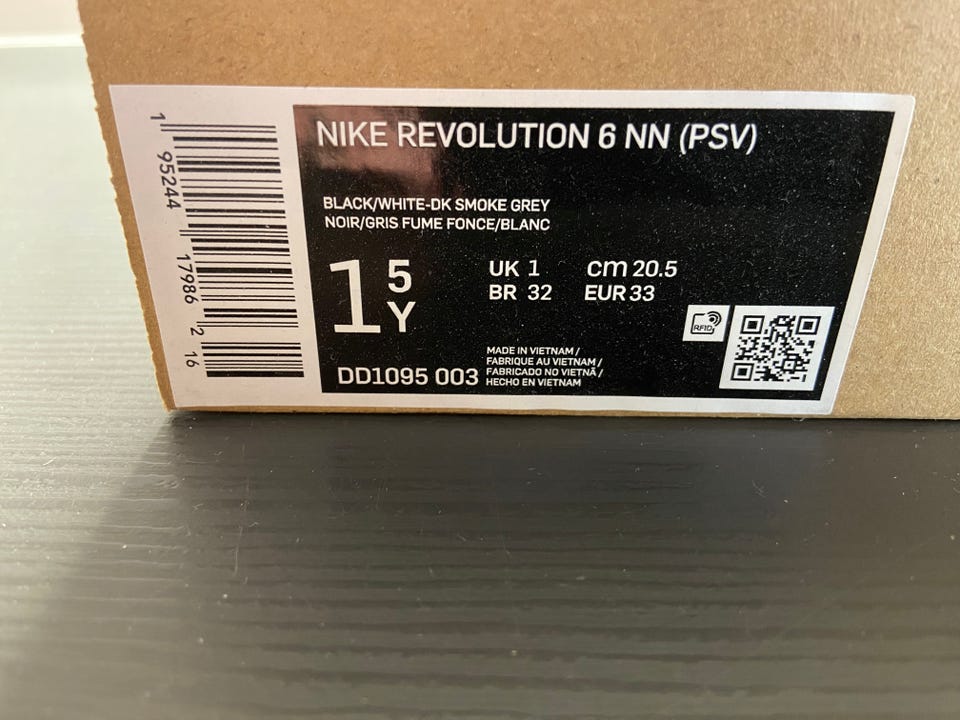 NIKE REVOLUTION 6 NN (PSV)
BLACK/WHITE-DK SMOKE GREY
NOIR/GRIS FUME FONCE/BLANC
1 5 Y
UK 1 cm 20.5
BR 32 EUR 33
RFID
DD1095 003
MADE IN VIETNAM /
FABRIQUE AU VIETNAM /
FABRICADO NO VIETNÃ /
HECHO EN VIETNAM
1 95244 17986 2 16